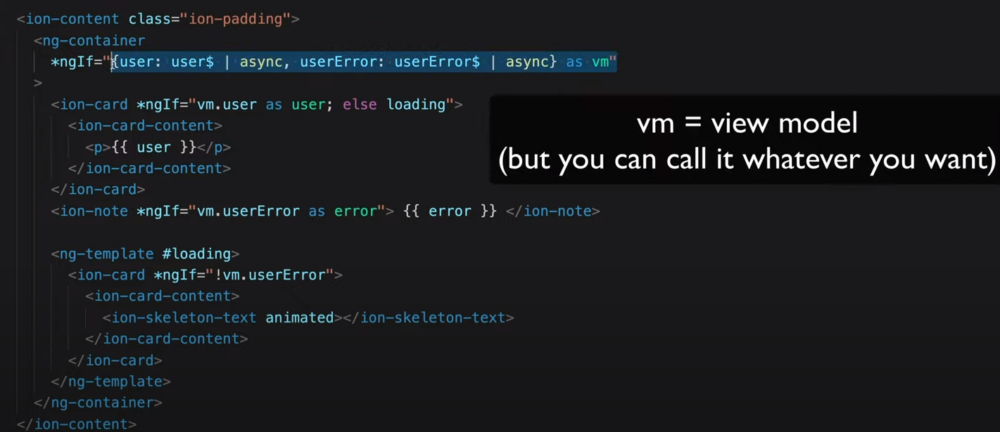 <ion-content class="ion-padding">
<ng-container
*ngIf="{user: user$ | async, userError: userError$ | async} as vm"
>
<ion-card *ngIf="vm.user as user; else loading">
<ion-card-content>
<p>{{ user }}</p>
</ion-card-content>
</ion-card>
<ion-note *ngIf="vm.userError as error"> {{ error }} </ion-note>
<ng-template #loading>
<ion-card *ngIf="!vm.userError">
<ion-card-content>
<ion-skeleton-text animated></ion-skeleton-text>
</ion-card-content>
</ion-card>
</ng-template>
</ng-container>
</ion-content>
vm = view model
(but you can call it whatever you want)